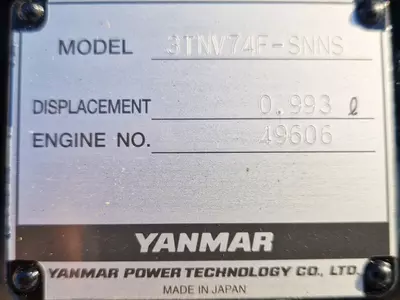 MODEL 3TNV74F-SNNS
DISPLACEMENT 0.993 ℓ
ENGINE NO. 49606
YANMAR
YANMAR POWER TECHNOLOGY CO., LTD.
MADE IN JAPAN